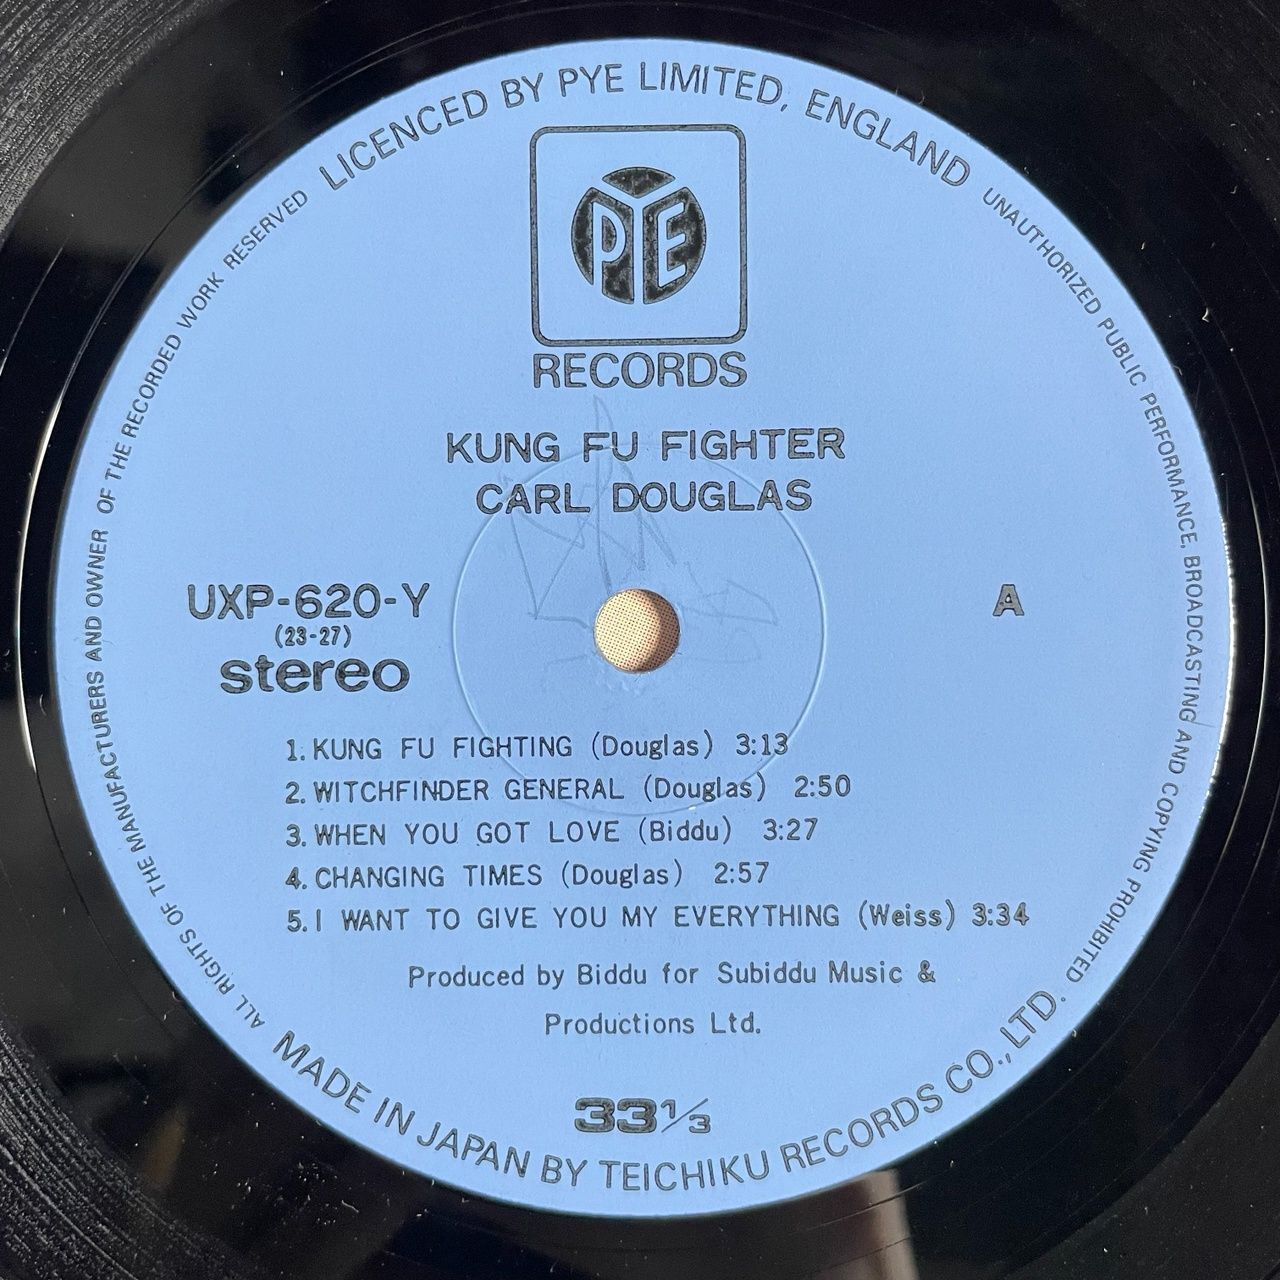 LICENCED BY PYE LIMITED, ENGLAND
UNAUTHORIZED PUBLIC PERFORMANCE, BROADCASTING AND COPYING PROHIBITED
PYE
RECORDS
KUNG FU FIGHTER
CARL DOUGLAS
UXP-620-Y
(23-27)
stereo
A
1. KUNG FU FIGHTING (Douglas) 3:13
2. WITCHFINDER GENERAL (Douglas) 2:50
3. WHEN YOU GOT LOVE (Biddu) 3:27
4. CHANGING TIMES (Douglas) 2:57
5. I WANT TO GIVE YOU MY EVERYTHING (Weiss) 3:34
Produced by Biddu for Subiddu Music &
Productions Ltd.
33 1/3
MADE IN JAPAN BY TEICHIKU RECORDS CO., LTD.
ALL RIGHTS OF THE MANUFACTURERS AND OWNER OF THE RECORDED WORK RESERVED